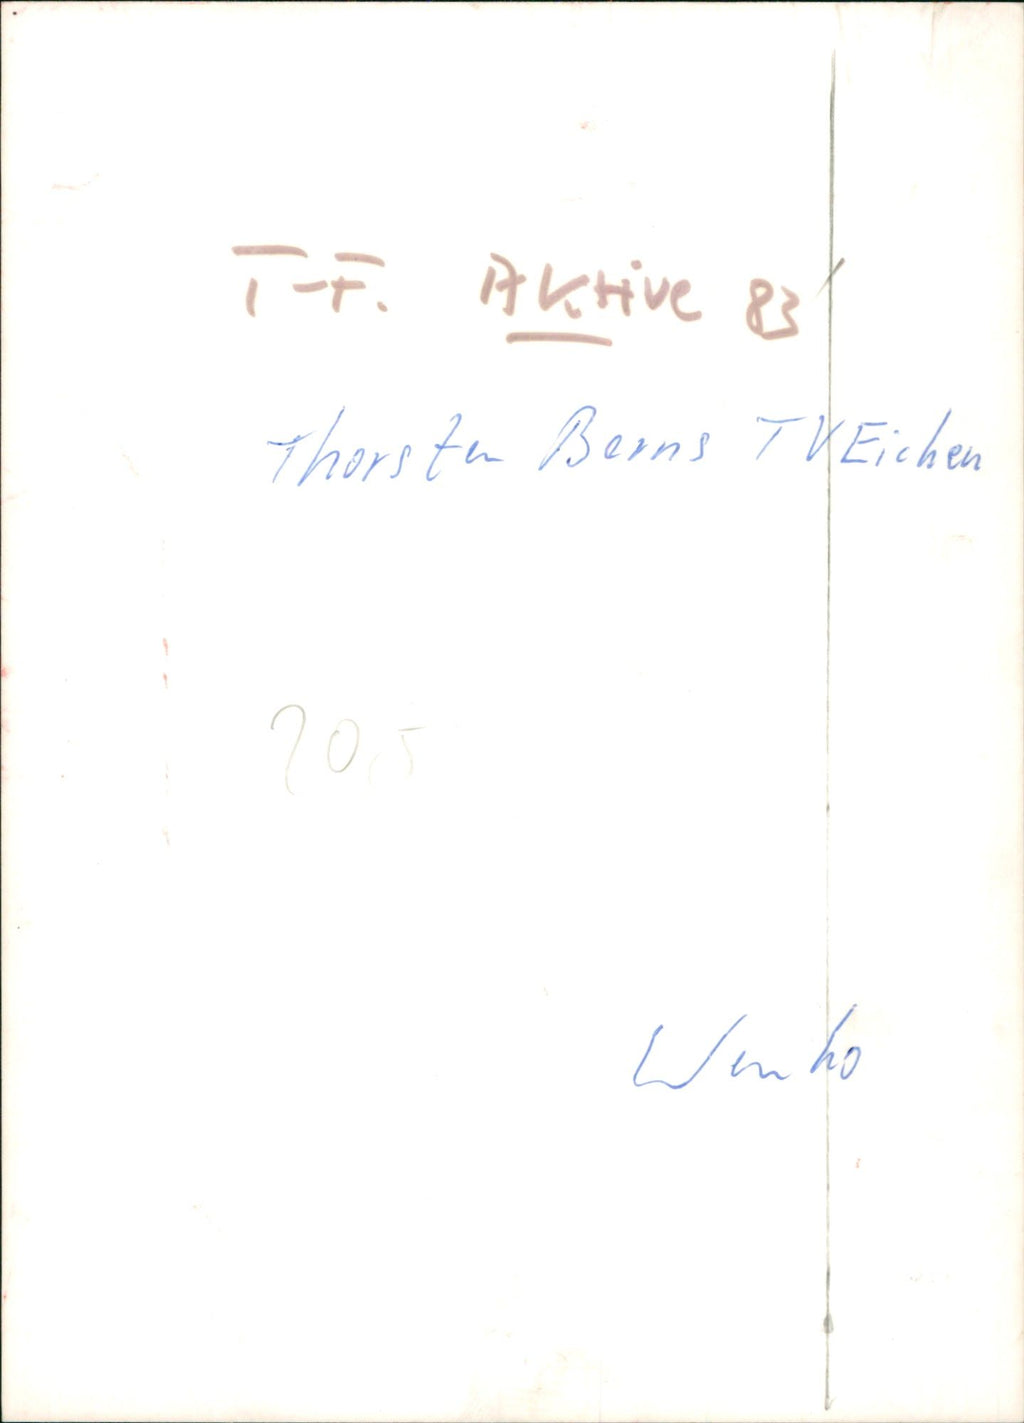 T-F. Aktive 83
Thorsten Berns TV Eichen
20,5
Wenko